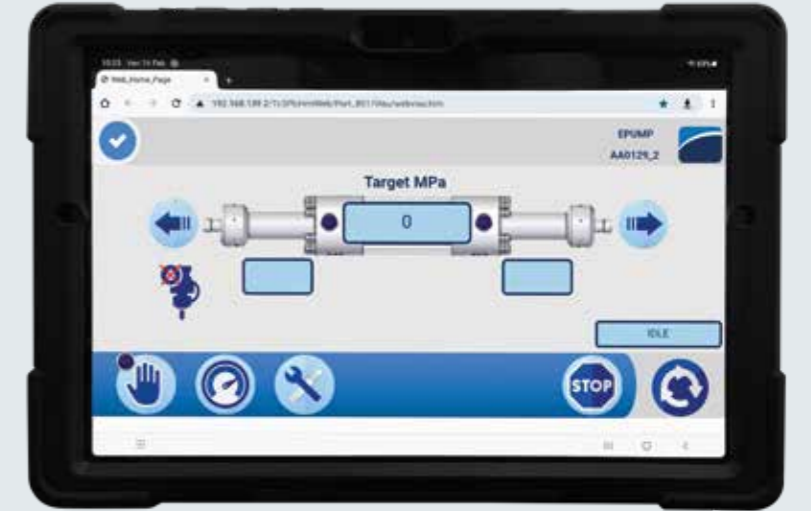 Web_Home_Page
EPUMP
AA0129_2
Target MPa
0
IDLE
STOP